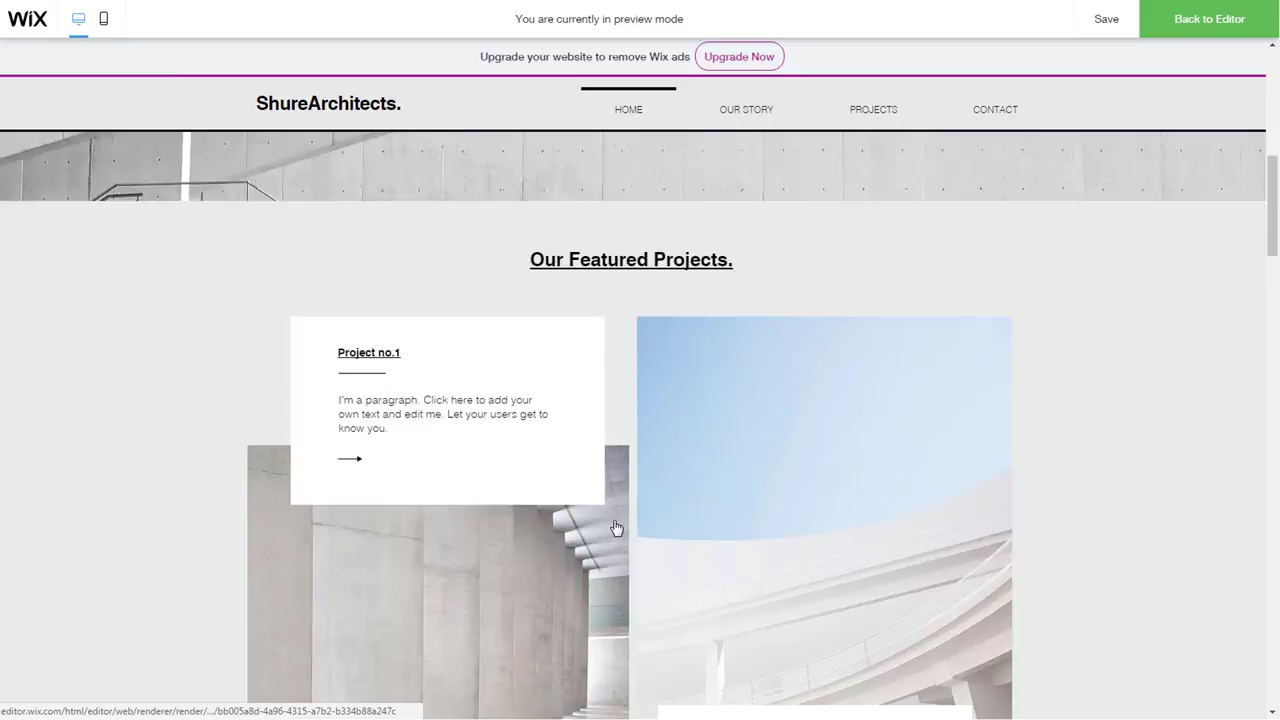 WiX
You are currently in preview mode
Save
Back to Editor
Upgrade your website to remove Wix ads
Upgrade Now
ShureArchitects.
HOME
OUR STORY
PROJECTS
CONTACT
Our Featured Projects.
Project no.1
I'm a paragraph. Click here to add your
own text and edit me. Let your users get to
know you.
editor.wix.com/html/editor/web/renderer/render/.../bb005a8d-4a96-4315-a7b2-b334b88a247c